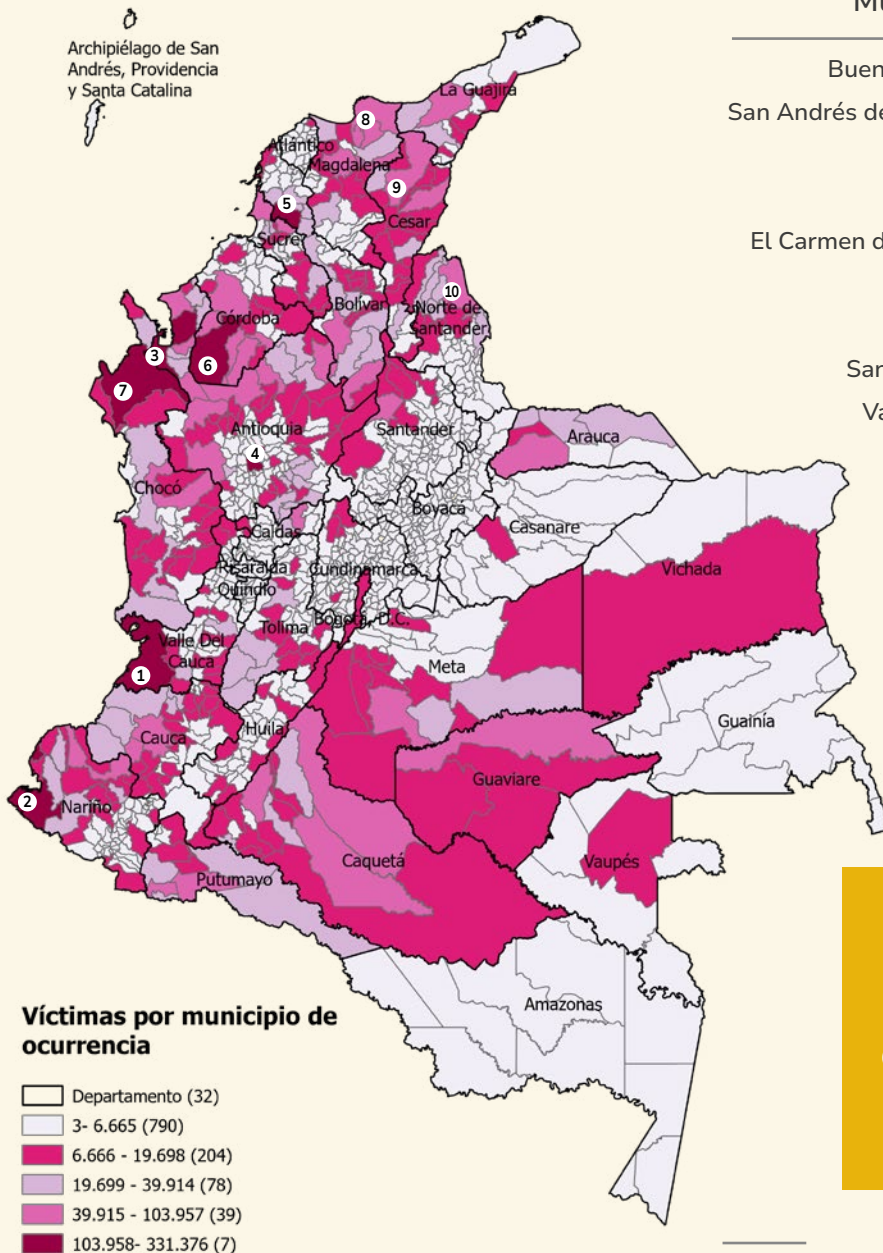 Archipiélago de San
Andrés, Providencia
y Santa Catalina
Buen
San Andrés de
El Carmen d
San
Va
La Guajira
8
Atlántico
Magdalena
9
5
Cesar
Sucre
10
Bolívar
Norte de
Santander
Córdoba
3
6
7
Antioquia
Santander
4
Arauca
Chocó
Boyacá
Casanare
Caldas
Risaralda
Cundinamarca
Vichada
Quindío
Tolima
Bogotá, D.C.
Valle Del
Cauca
Meta
1
Guainía
Huila
Cauca
Guaviare
2
Nariño
Caquetá
Vaupés
Putumayo
Amazonas
Víctimas por municipio de
ocurrencia
Departamento (32)
3- 6.665 (790)
6.666 - 19.698 (204)
19.699 - 39.914 (78)
39.915 - 103.957 (39)
103.958- 331.376 (7)